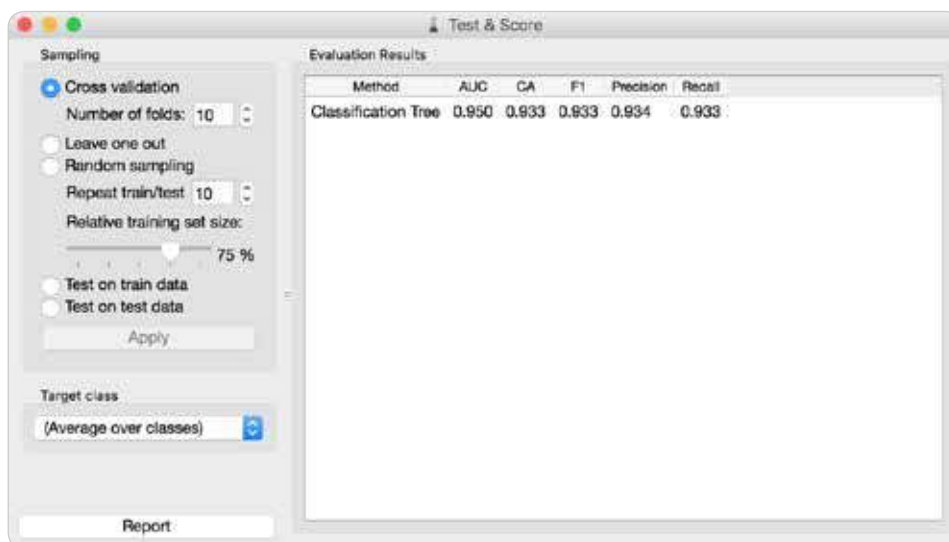 Test & Score
Sampling
Cross validation
Number of folds: 10
Leave one out
Random sampling
Repeat train/test 10
Relative training set size:
75 %
Test on train data
Test on test data
Apply
Target class
(Average over classes)
Report
Evaluation Results
Method AUC CA F1 Precision Recall
Classification Tree 0.950 0.933 0.933 0.934 0.933